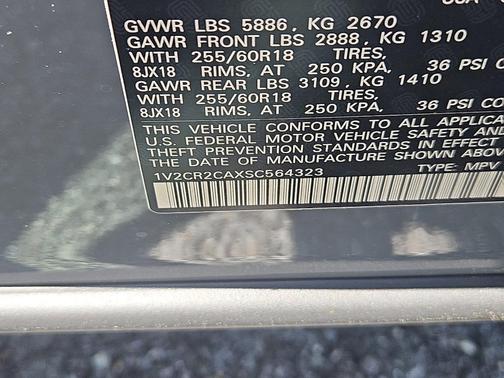 GVWR LBS 5886, KG 2670
GAWR FRONT LBS 2888, KG 1310
WITH 255/60R18 TIRES,
8JX18 RIMS, AT 250 KPA, 36 PSI
GAWR REAR LBS 3109, KG 1410
WITH 255/60R18 TIRES,
8JX18 RIMS, AT 250 KPA, 36 PSI
THIS VEHICLE CONFORMS TO ALL
U.S. FEDERAL MOTOR VEHICLE SAFETY AND
THEFT PREVENTION STANDARDS IN EFFECT
THE DATE OF MANUFACTURE SHOWN ABOVE
1V2CR2CAXSC564323 TYPE: MPV